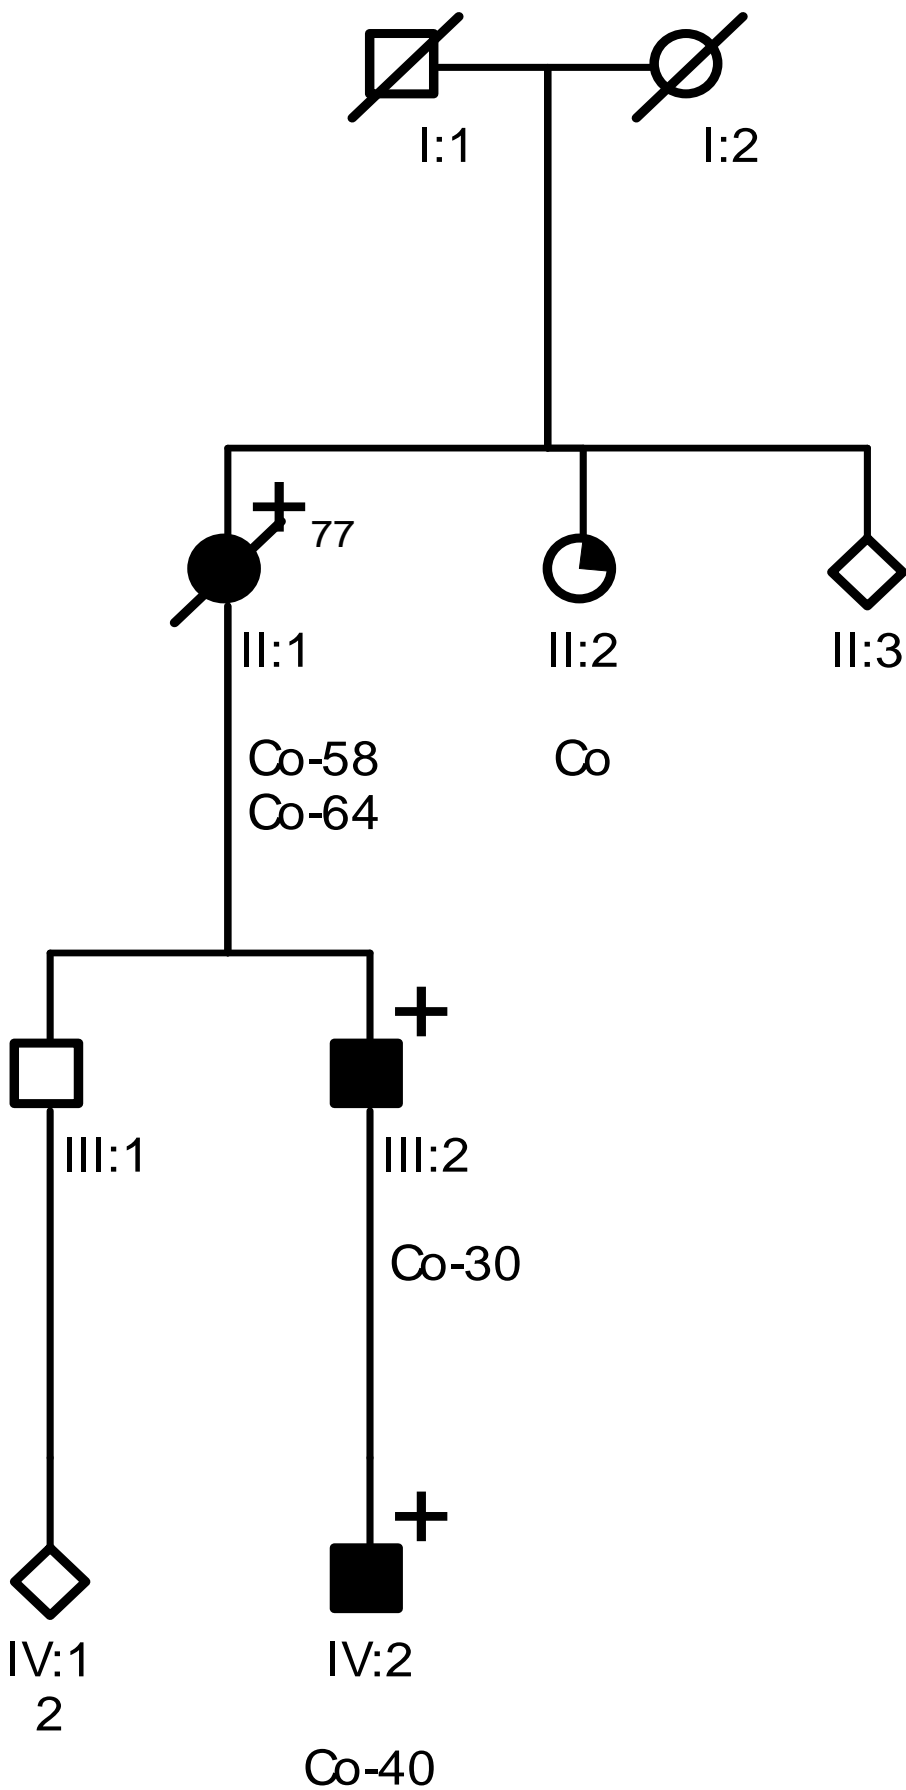 I:1
I:2
+
77
II:1
II:2
II:3
Co-58
Co-64
Co
+
III:1
III:2
Co-30
+
IV:1
2
IV:2
Co-40